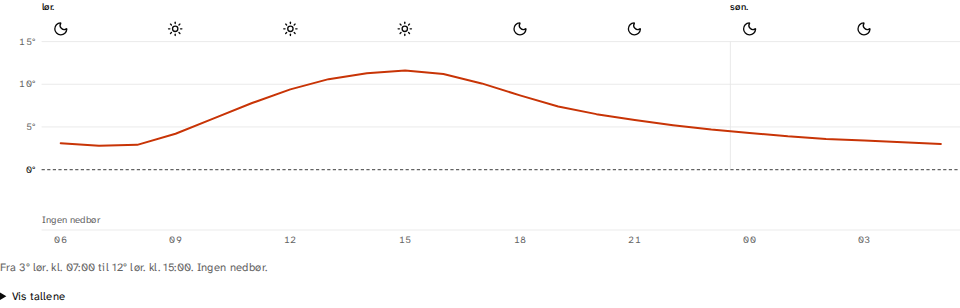 lør. søn.
15°
10°
5°
0°
Ingen nedbør
06 09 12 15 18 21 00 03
Fra 3° lør. kl. 07:00 til 12° lør. kl. 15:00. Ingen nedbør.
Vis tallene